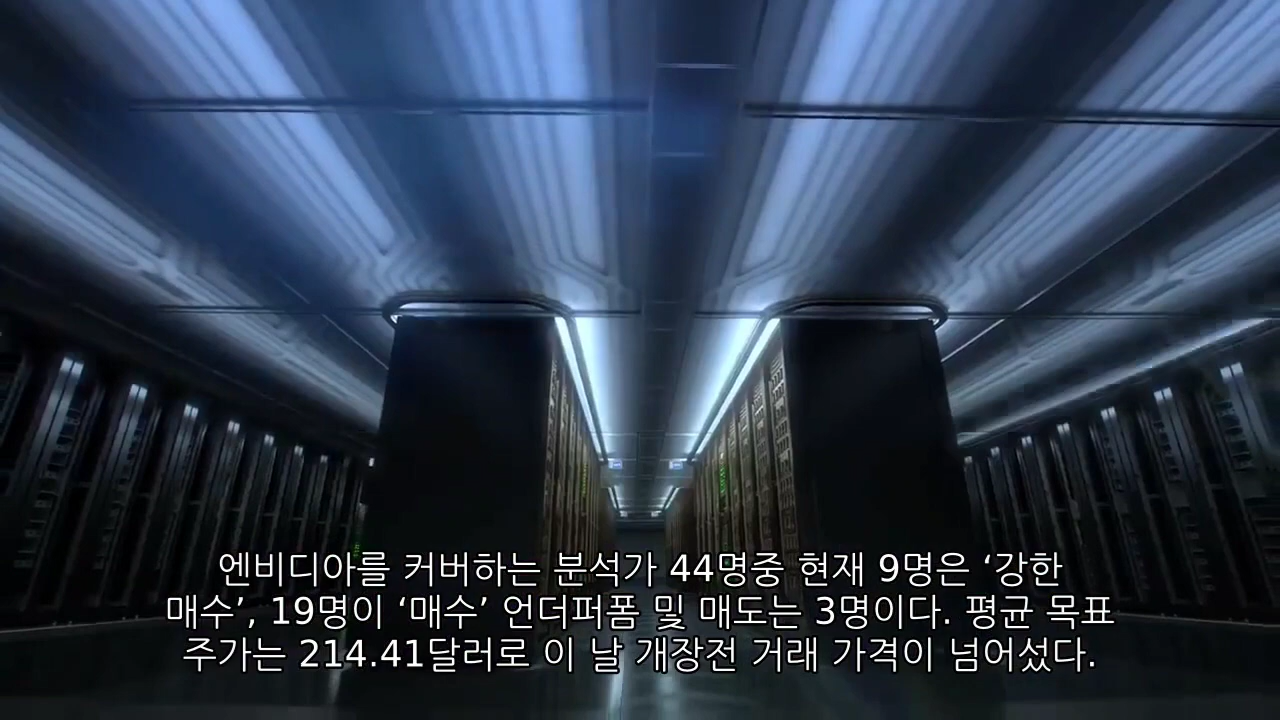 엔비디아를 커버하는 분석가 44명중 현재 9명은 ‘강한
매수’, 19명이 ‘매수’ 언더퍼폼 및 매도는 3명이다. 평균 목표
주가는 214.41달러로 이 날 개장전 거래 가격이 넘어섰다.